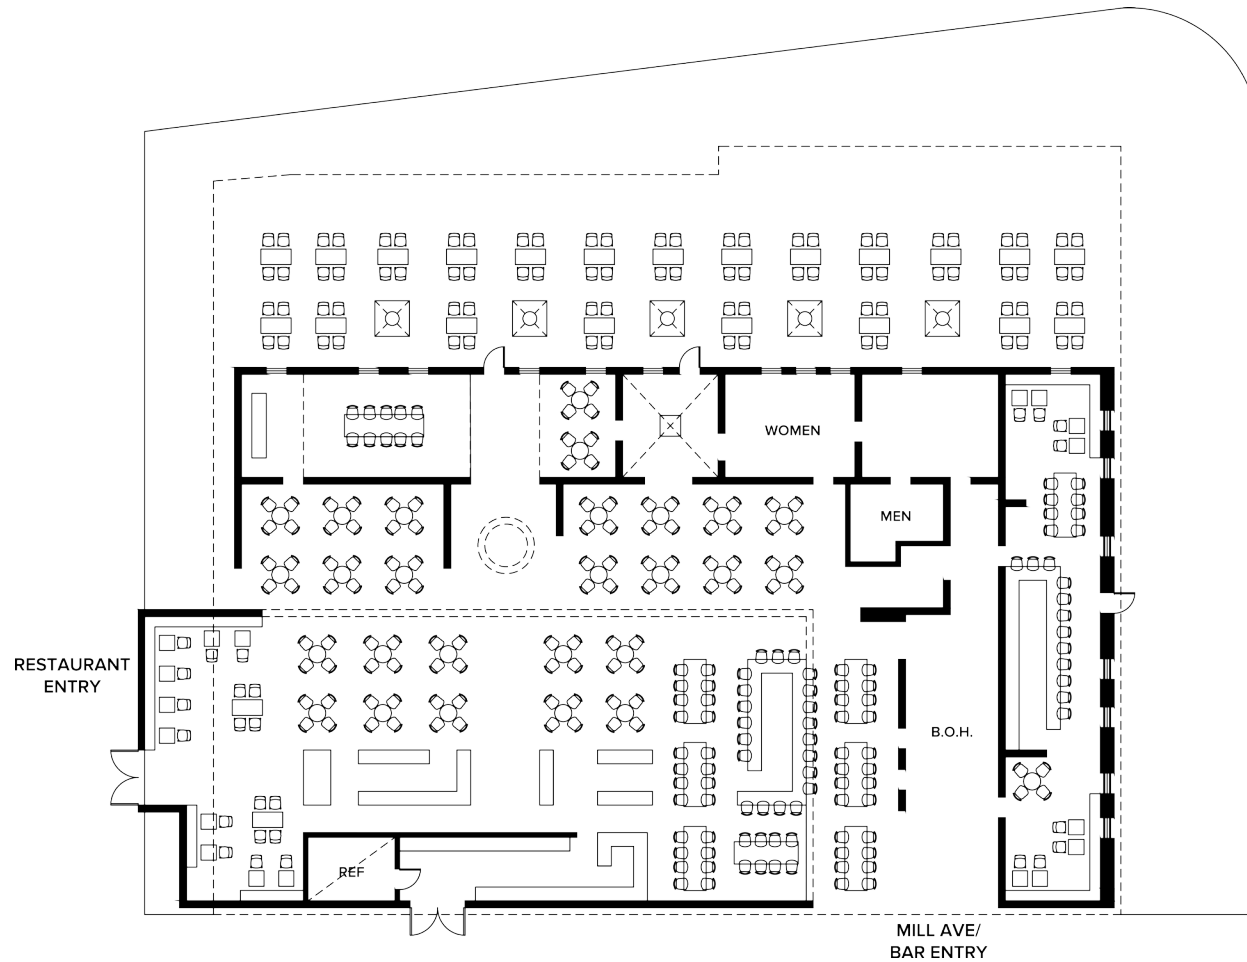 WOMEN
MEN
RESTAURANT
ENTRY
B.O.H.
REF
MILL AVE/
BAR ENTRY